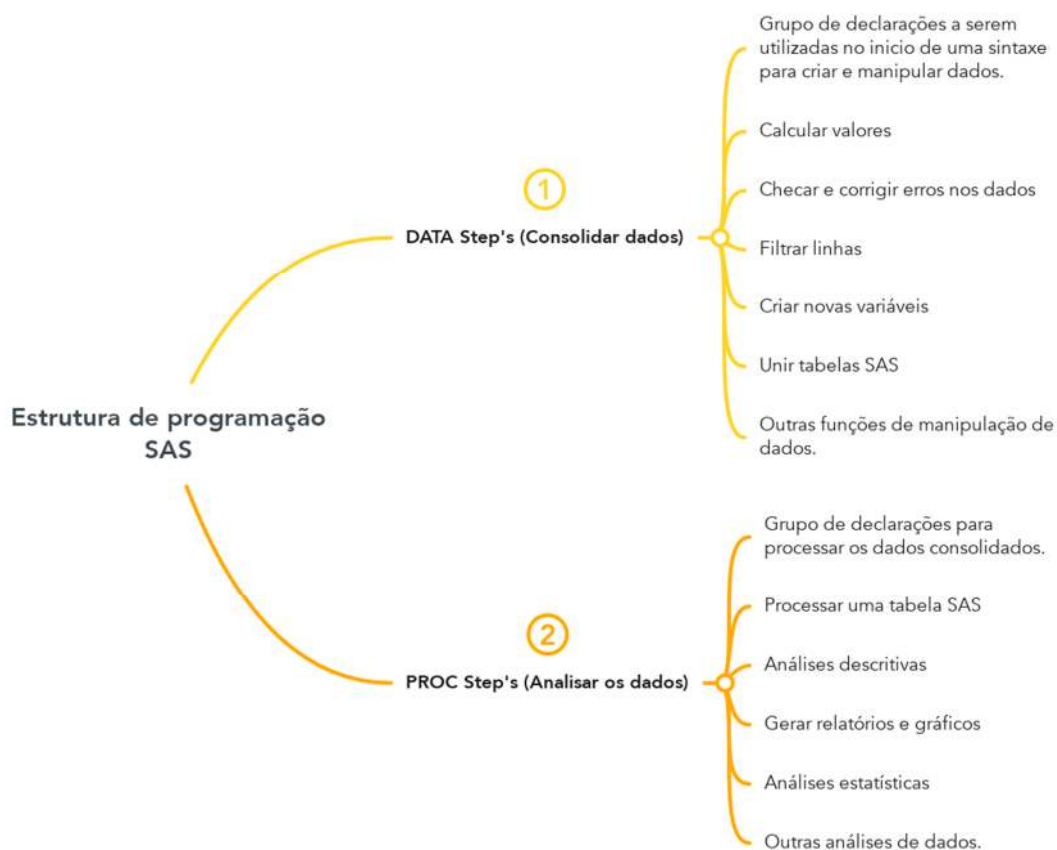 Estrutura de programação
SAS
1
DATA Step's (Consolidar dados)
Grupo de declarações a serem
utilizadas no inicio de uma sintaxe
para criar e manipular dados.
Calcular valores
Checar e corrigir erros nos dados
Filtrar linhas
Criar novas variáveis
Unir tabelas SAS
Outras funções de manipulação de
dados.
2
PROC Step's (Analisar os dados)
Grupo de declarações para
processar os dados consolidados.
Processar uma tabela SAS
Análises descritivas
Gerar relatórios e gráficos
Análises estatísticas
Outras análises de dados.